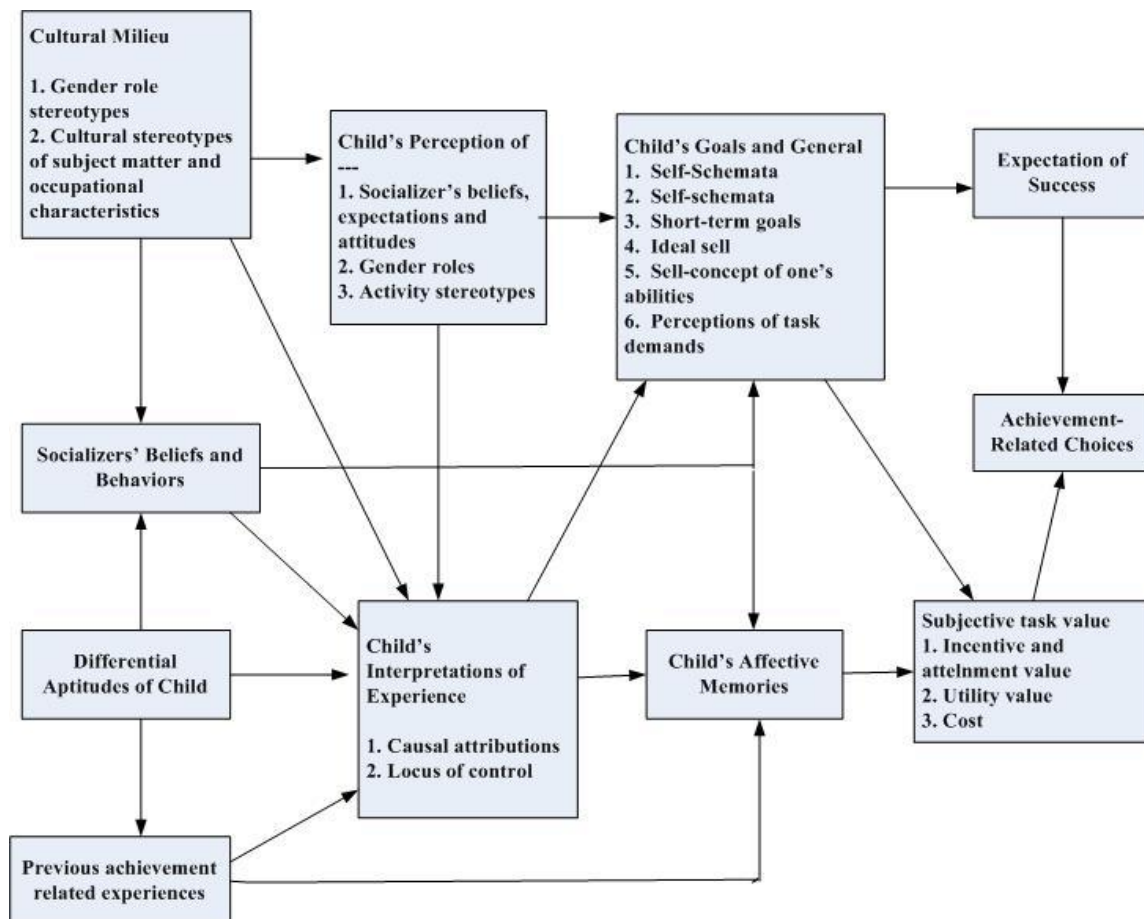 Cultural Milieu
1. Gender role
stereotypes
2. Cultural stereotypes
of subject matter and
occupational
characteristics
Child's Perception of
---
1. Socializer's beliefs,
expectations and
attitudes
2. Gender roles
3. Activity stereotypes
Child's Goals and General
1. Self-Schemata
2. Self-schemata
3. Short-term goals
4. Ideal sell
5. Sell-concept of one's
abilities
6. Perceptions of task
demands
Expectation of
Success
Socializers' Beliefs and
Behaviors
Achievement-
Related Choices
Differential
Aptitudes of Child
Child's
Interpretations of
Experience
1. Causal attributions
2. Locus of control
Child's Affective
Memories
Subjective task value
1. Incentive and
attelnment value
2. Utility value
3. Cost
Previous achievement
related experiences